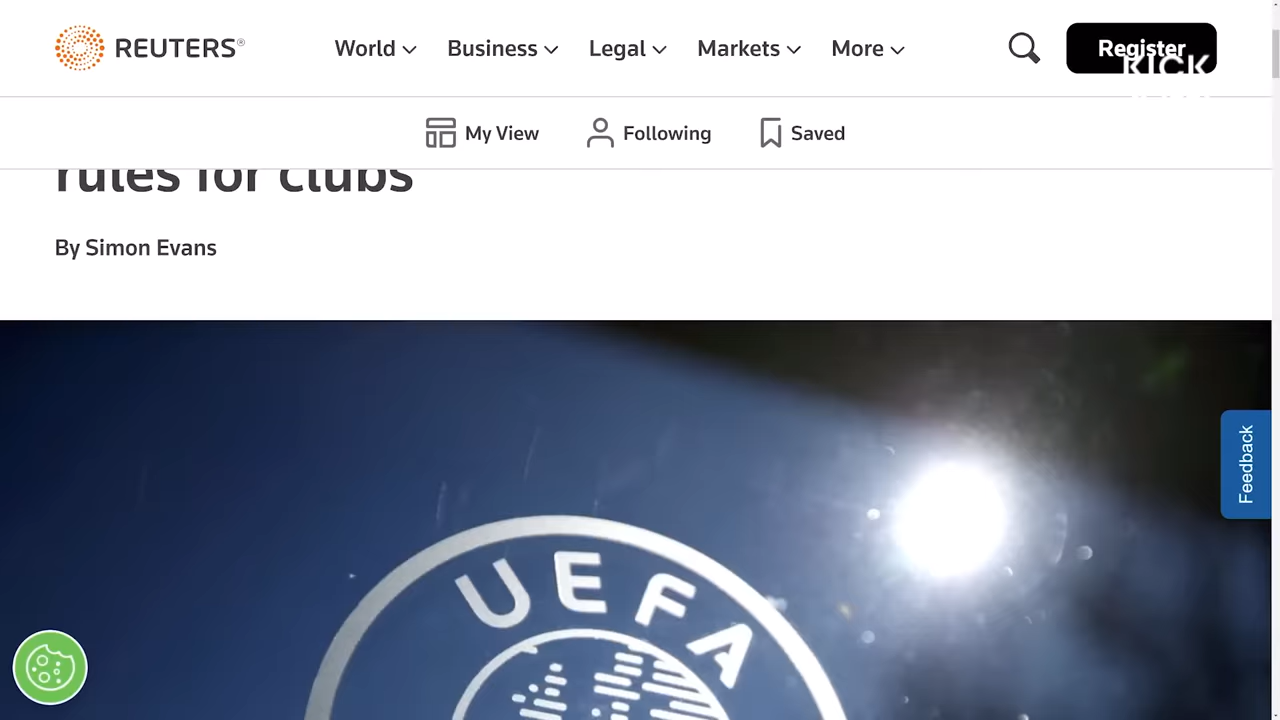 REUTERS®
World
Business
Legal
Markets
More
Register
KICK
My View
Following
Saved
rules for clubs
By Simon Evans
Feedback
UEFA